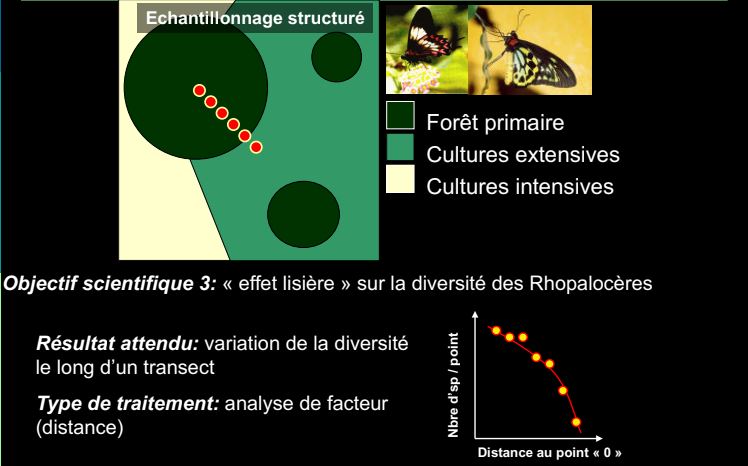 Echantillonnage structuré
Forêt primaire
Cultures extensives
Cultures intensives
Objectif scientifique 3: « effet lisière » sur la diversité des Rhopalocères
Résultat attendu: variation de la diversité
le long d’un transect
Type de traitement: analyse de facteur
(distance)
Nbre d’sp / point
Distance au point « 0 »